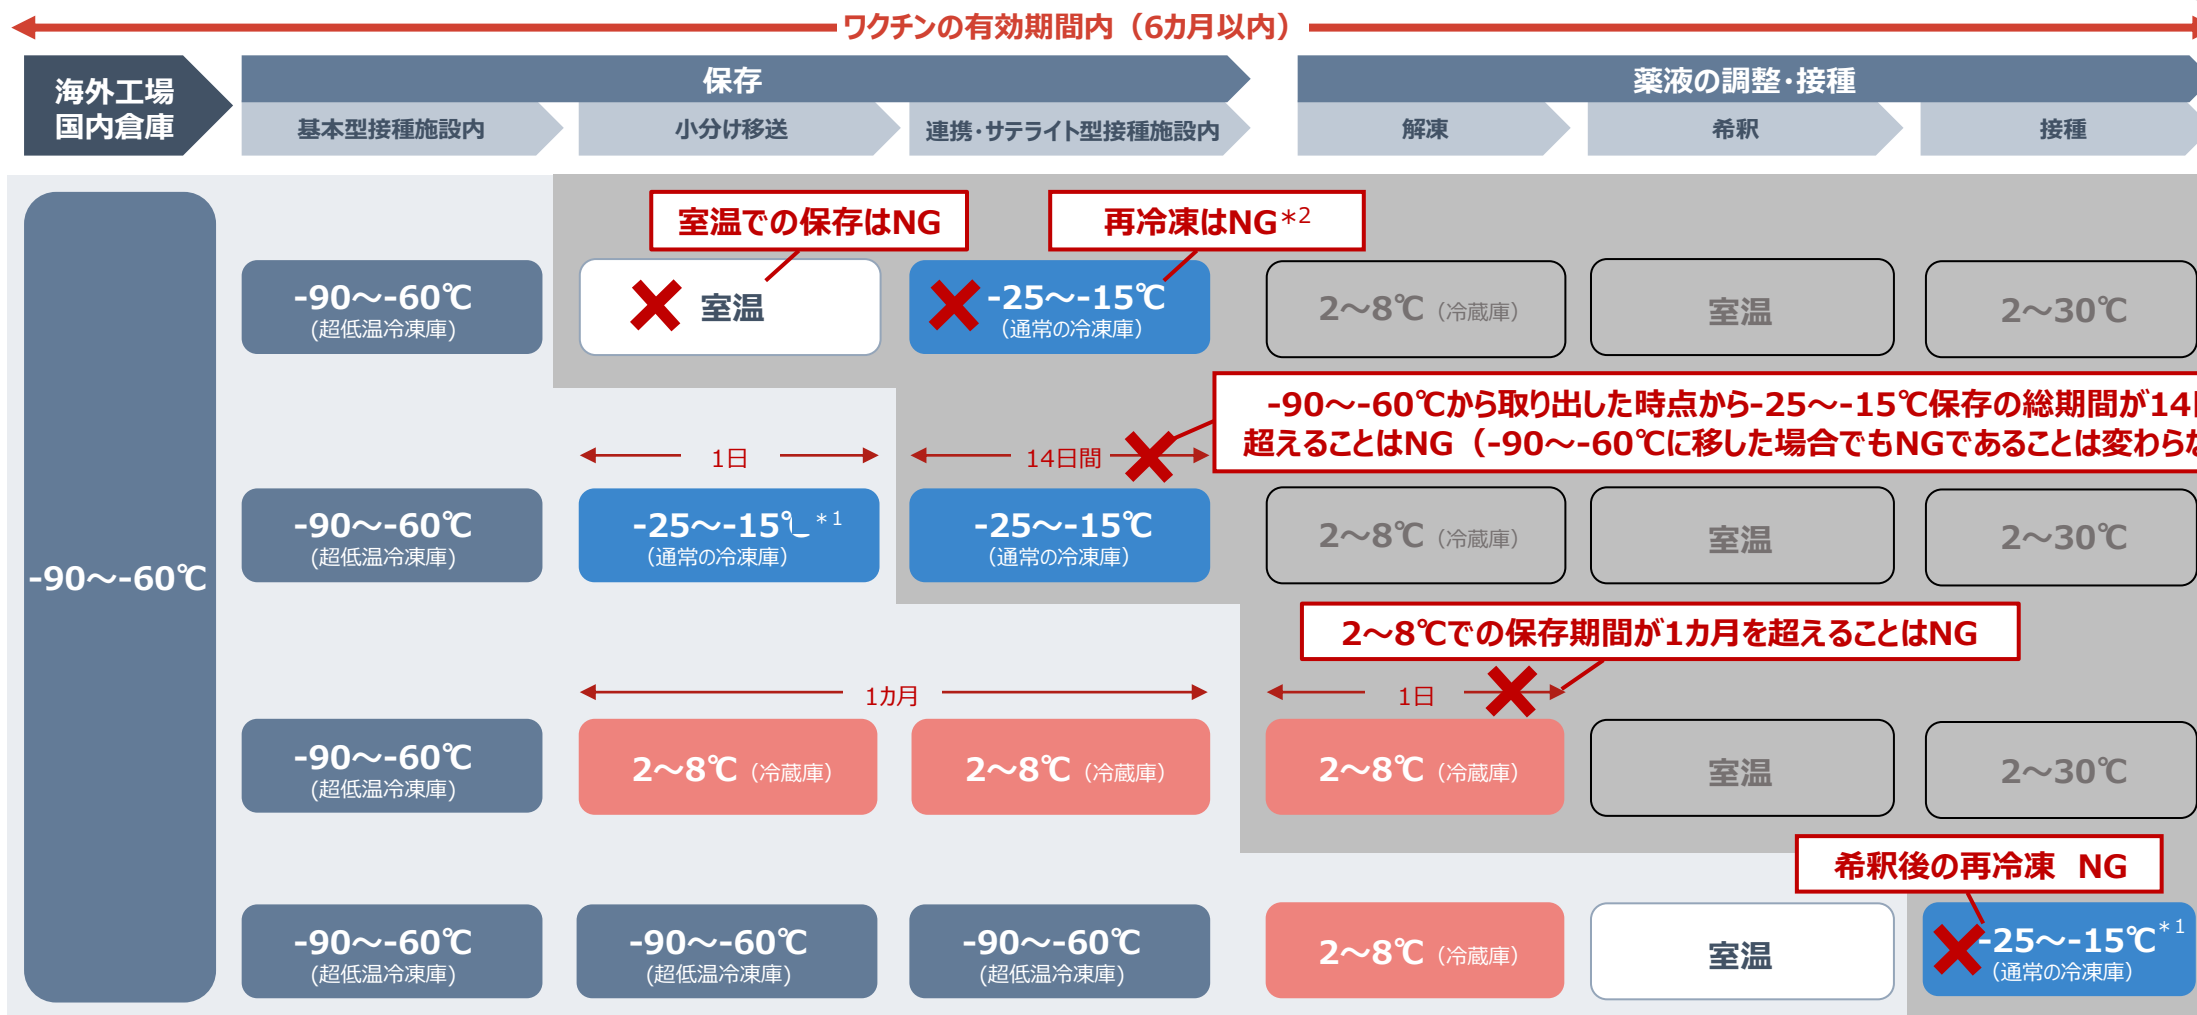 ワクチンの有効期間内（6カ月以内）
海外工場
国内倉庫
保存
薬液の調整・接種
基本型接種施設内
小分け移送
連携・サテライト型接種施設内
解凍
希釈
接種
室温での保存はNG
再冷凍はNG＊2
-90～-60℃
(超低温冷凍庫)
室温
-25～-15℃
（通常の冷凍庫）
2～8℃（冷蔵庫）
室温
2～30℃
-90～-60℃から取り出した時点から-25～-15℃保存の総期間が14
超えることはNG（-90～-60℃に移した場合でもNGであることは変わら
1日
14日間
-90～-60℃
(超低温冷凍庫)
-25～-15℃＊1
（通常の冷凍庫）
-25～-15℃
（通常の冷凍庫）
2～8℃（冷蔵庫）
室温
2～30℃
-90～-60℃
2～8℃での保存期間が1カ月を超えることはNG
1カ月
1日
-90～-60℃
(超低温冷凍庫)
2～8℃（冷蔵庫）
2～8℃（冷蔵庫）
2～8℃（冷蔵庫）
室温
2～30℃
希釈後の再冷凍　NG
-90～-60℃
(超低温冷凍庫)
-90～-60℃
(超低温冷凍庫)
-90～-60℃
(超低温冷凍庫)
2～8℃（冷蔵庫）
室温
-25～-15℃＊1
（通常の冷凍庫）